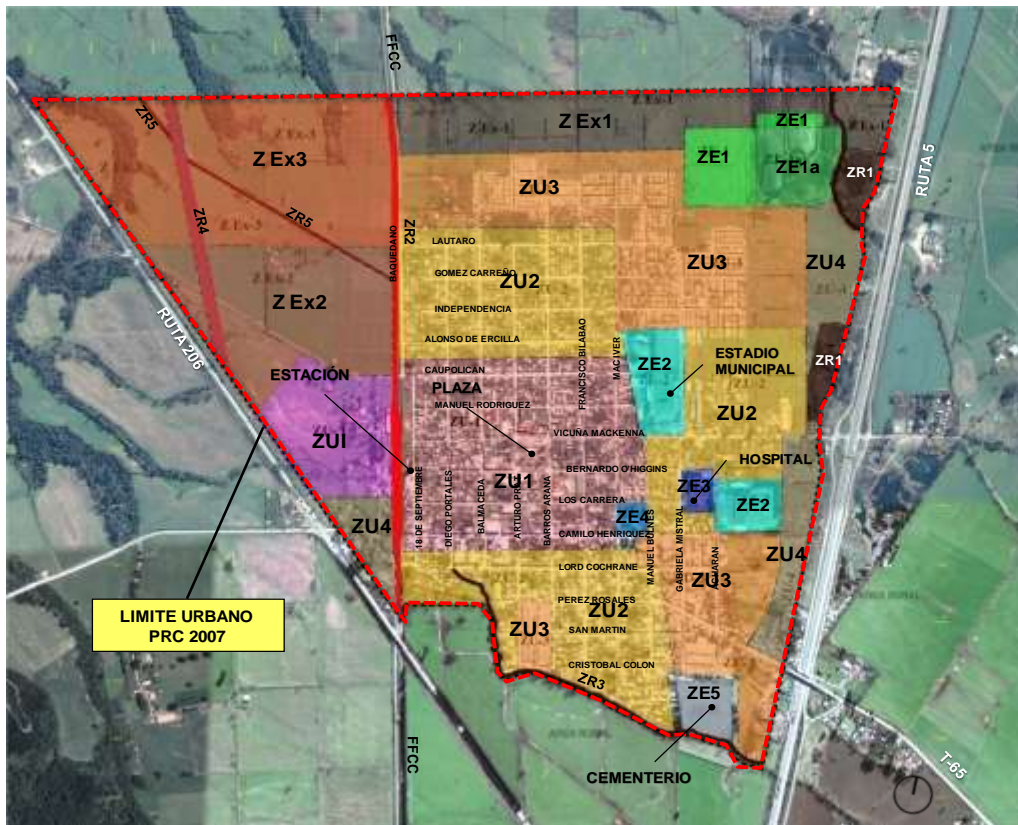 FFCC
ZE1
Z Ex1
ZR5
Z Ex3
ZE1
ZE1a
ZR1
RUTA 5
ZU3
ZR5
ZR4
ZR2
BAQUEDANO
LAUTARO
ZU3
ZU4
GOMEZ CARREÑO
ZU2
Z Ex2
INDEPENDENCIA
RUTA 206
ALONSO DE ERCILLA
FRANCISCO BILABAO
MAC IVER
ZE2
ESTADIO
MUNICIPAL
ZR1
ESTACIÓN
CAUPOLICAN
PLAZA
MANUEL RODRIGUEZ
ZU2
ZUI
VICUÑA MACKENNA
HOSPITAL
BERNARDO O'HIGGINS
ZU1
ZE3
ZE2
18 DE SEPTIEMBRE
DIEGO PORTALES
BALMACEDA
ARTURO PRAT
BARROS ARANA
LOS CARRERA
ZE4
ZU4
CAMILO HENRIQUEZ
MANUEL BULNES
GABRIELA MISTRAL
ZU4
LORD COCHRANE
ZU3
LIMITE URBANO
PRC 2007
PEREZ ROSALES
ZU2
ZU3
SAN MARTIN
CRISTOBAL COLON
ZR3
ZE5
FFCC
CEMENTERIO
T-65